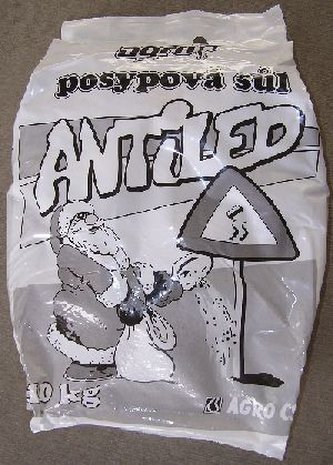 posypová sůl
ANTILED
10 kg
AGRO CS